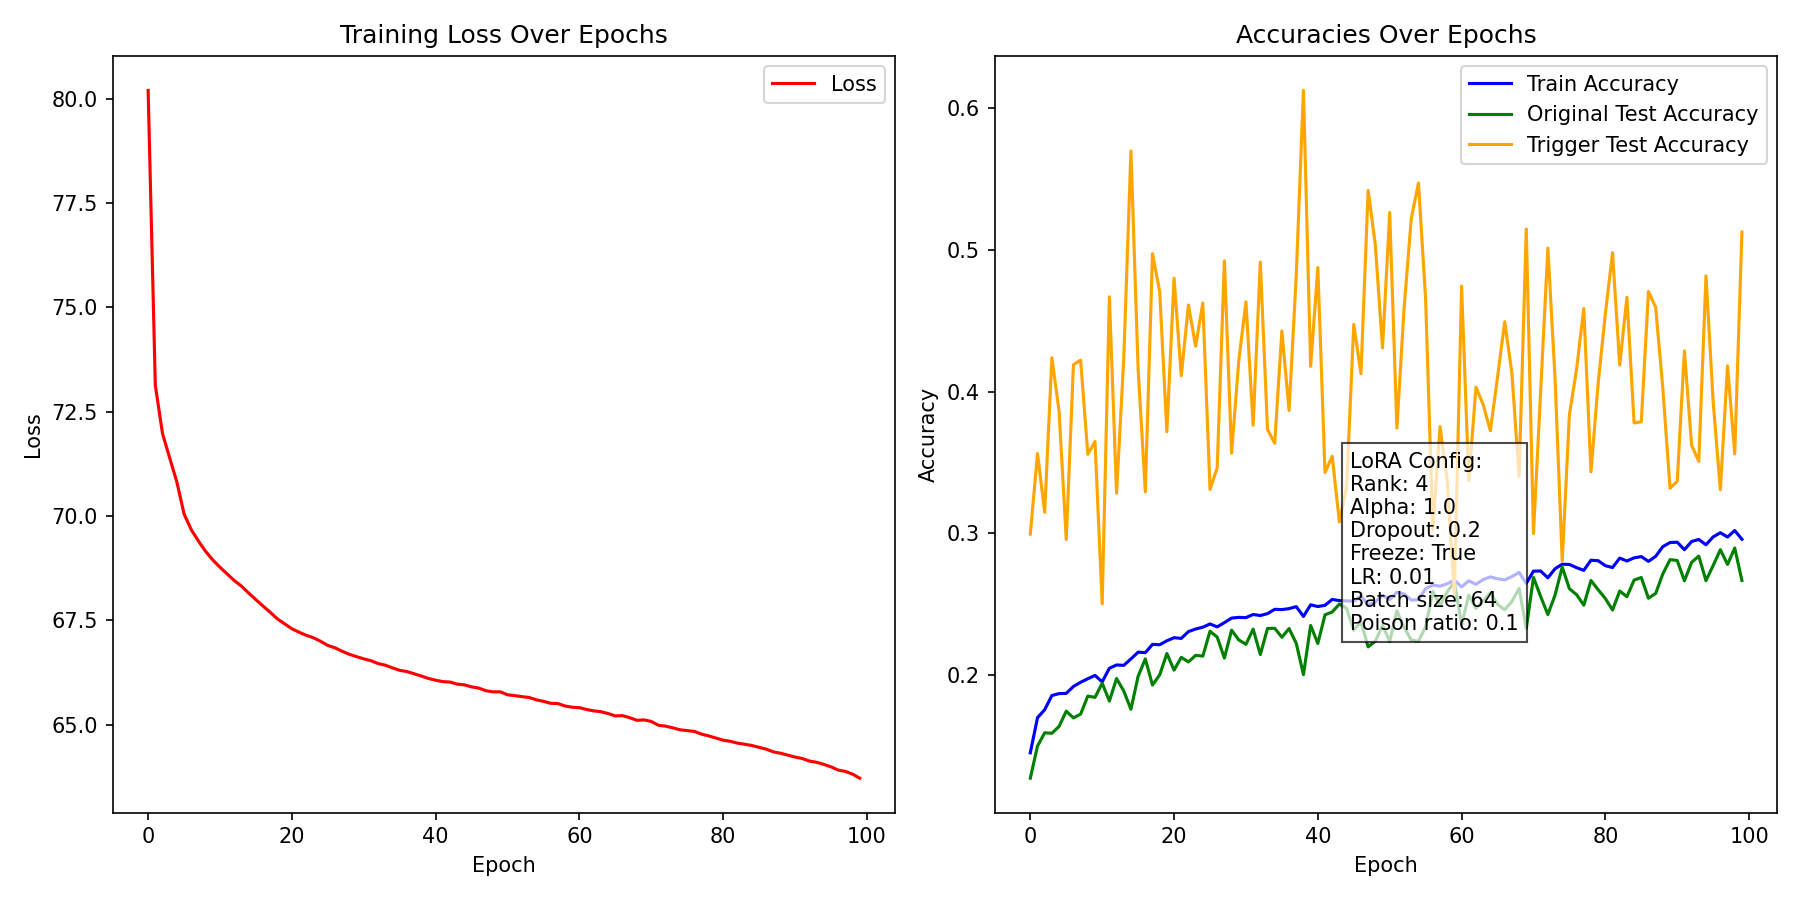 Training Loss Over Epochs
Loss
80.0
77.5
75.0
72.5
70.0
67.5
65.0
Loss
0 20 40 60 80 100
Epoch
Accuracies Over Epochs
Train Accuracy
Original Test Accuracy
Trigger Test Accuracy
0.6
0.5
0.4
0.3
0.2
Accuracy
LoRA Config:
Rank: 4
Alpha: 1.0
Dropout: 0.2
Freeze: True
LR: 0.01
Batch size: 64
Poison ratio: 0.1
0 20 40 60 80 100
Epoch